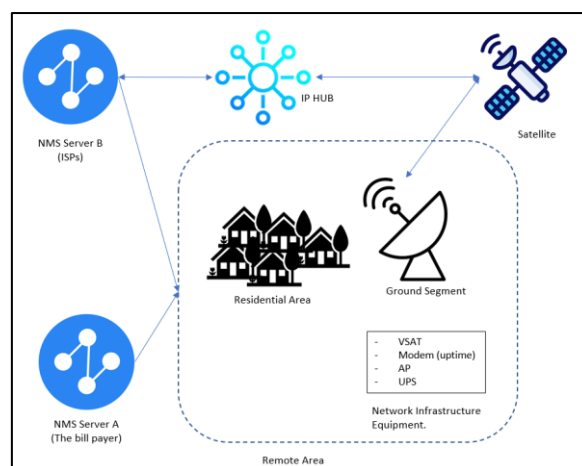 IP HUB
Satellite
NMS Server B
(ISPs)
Residential Area
Ground Segment
- VSAT
- Modem (uptime)
- AP
- UPS
Network Infrastructure
Equipment.
NMS Server A
(The bill payer)
Remote Area